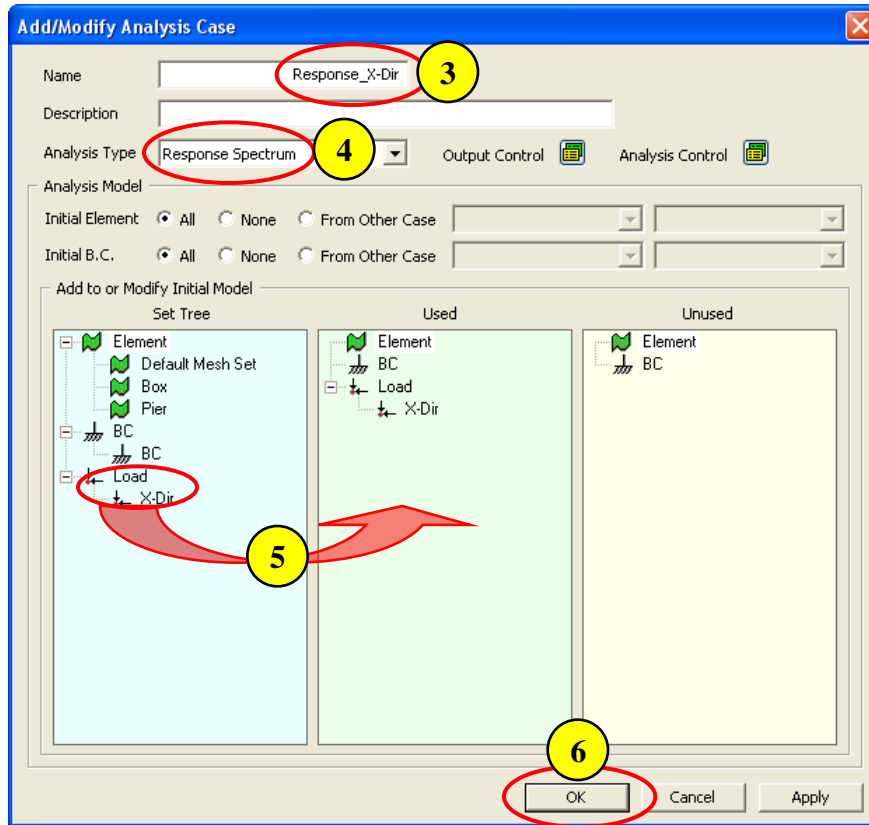 Add/Modify Analysis Case
Name Response_X-Dir 3
Description
Analysis Type Response Spectrum 4 Output Control Analysis Control
Analysis Model
Initial Element All None From Other Case
Initial B.C. All None From Other Case
Add to or Modify Initial Model
Set Tree Used Unused
Element
Default Mesh Set
Box
Pier
BC
BC
Load
X-Dir
Element
BC
Load
X-Dir
Element
BC
5
6
OK Cancel Apply